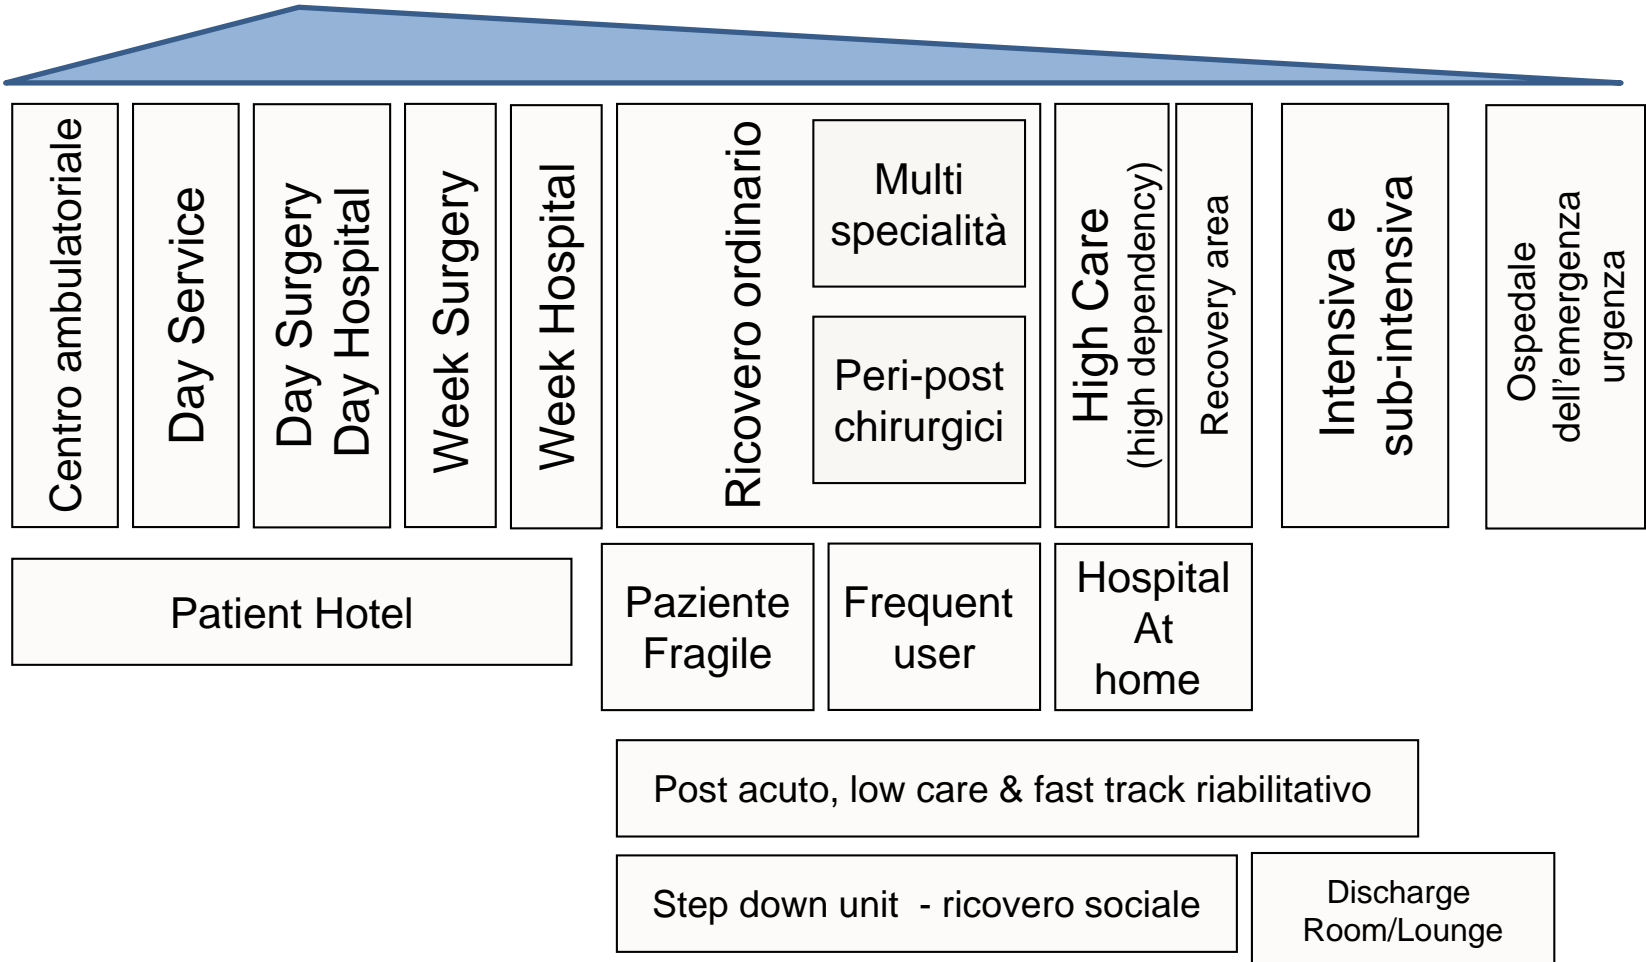 Centro ambulatoriale
Day Service
Day Surgery
Day Hospital
Week Surgery
Week Hospital
Ricovero ordinario
Multi
specialità
Peri-post
chirurgici
High Care
(high dependency)
Recovery area
Intensiva e
sub-intensiva
Ospedale
dell'emergenza
urgenza
Patient Hotel
Paziente
Fragile
Frequent
user
Hospital
At
home
Post acuto, low care & fast track riabilitativo
Step down unit - ricovero sociale
Discharge
Room/Lounge